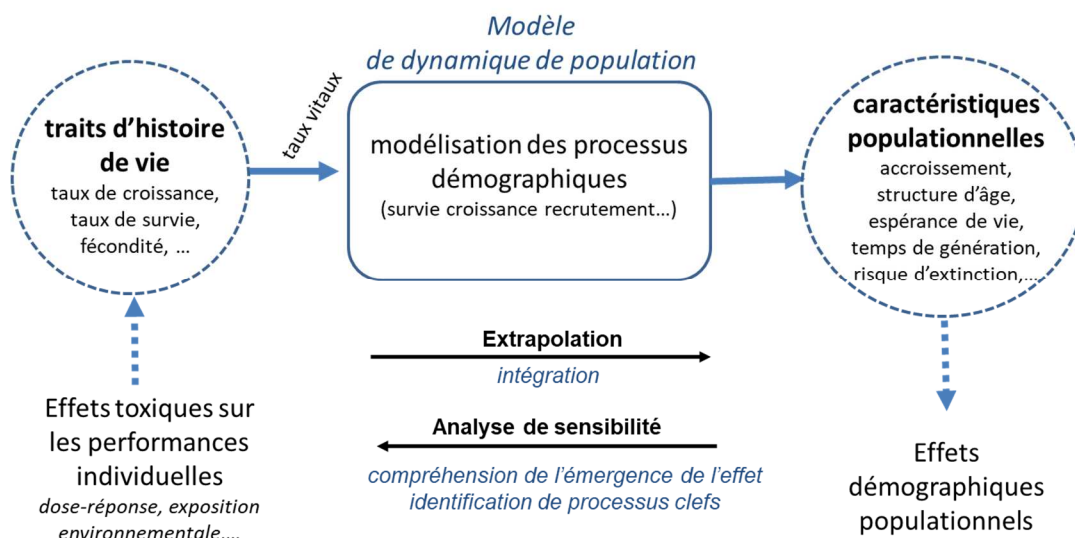 Modèle
de dynamique de population
traits d'histoire
de vie
taux de croissance,
taux de survie,
fécondité, ...
taux vitaux
modélisation des processus
démographiques
(survie croissance recrutement...)
caractéristiques
populationnelles
accroissement,
structure d'âge,
espérance de vie,
temps de génération,
risque d'extinction,...
Extrapolation
intégration
Analyse de sensibilité
compréhension de l'émergence de l'effet
identification de processus clefs
Effets toxiques sur
les performances
individuelles
dose-réponse, exposition
environnementale,...
Effets
démographiques
populationnels